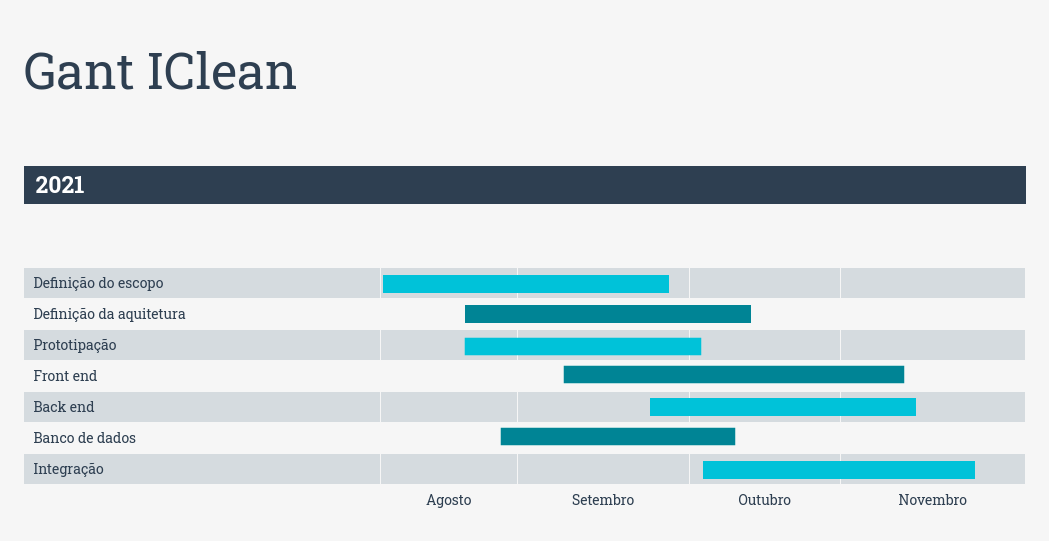 Gant IClean
2021
Definição do escopo
Definição da aquitetura
Prototipação
Front end
Back end
Banco de dados
Integração
Agosto Setembro Outubro Novembro